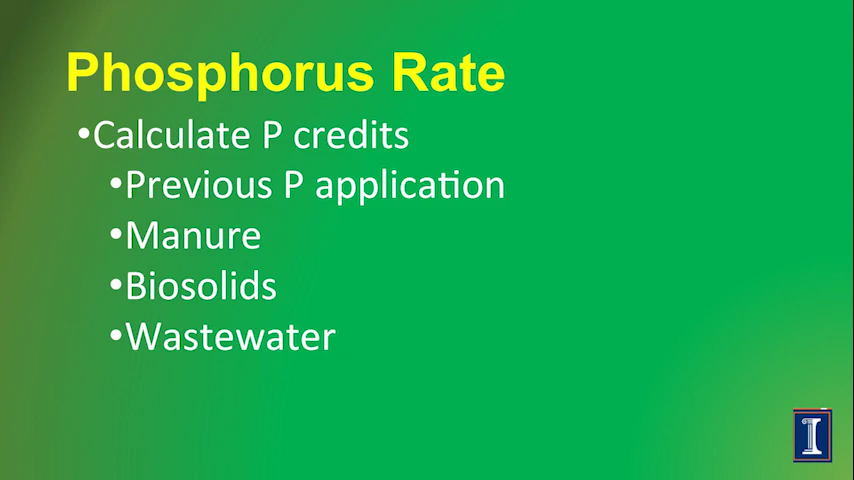 Phosphorus Rate
•Calculate P credits
•Previous P application
•Manure
•Biosolids
•Wastewater
I